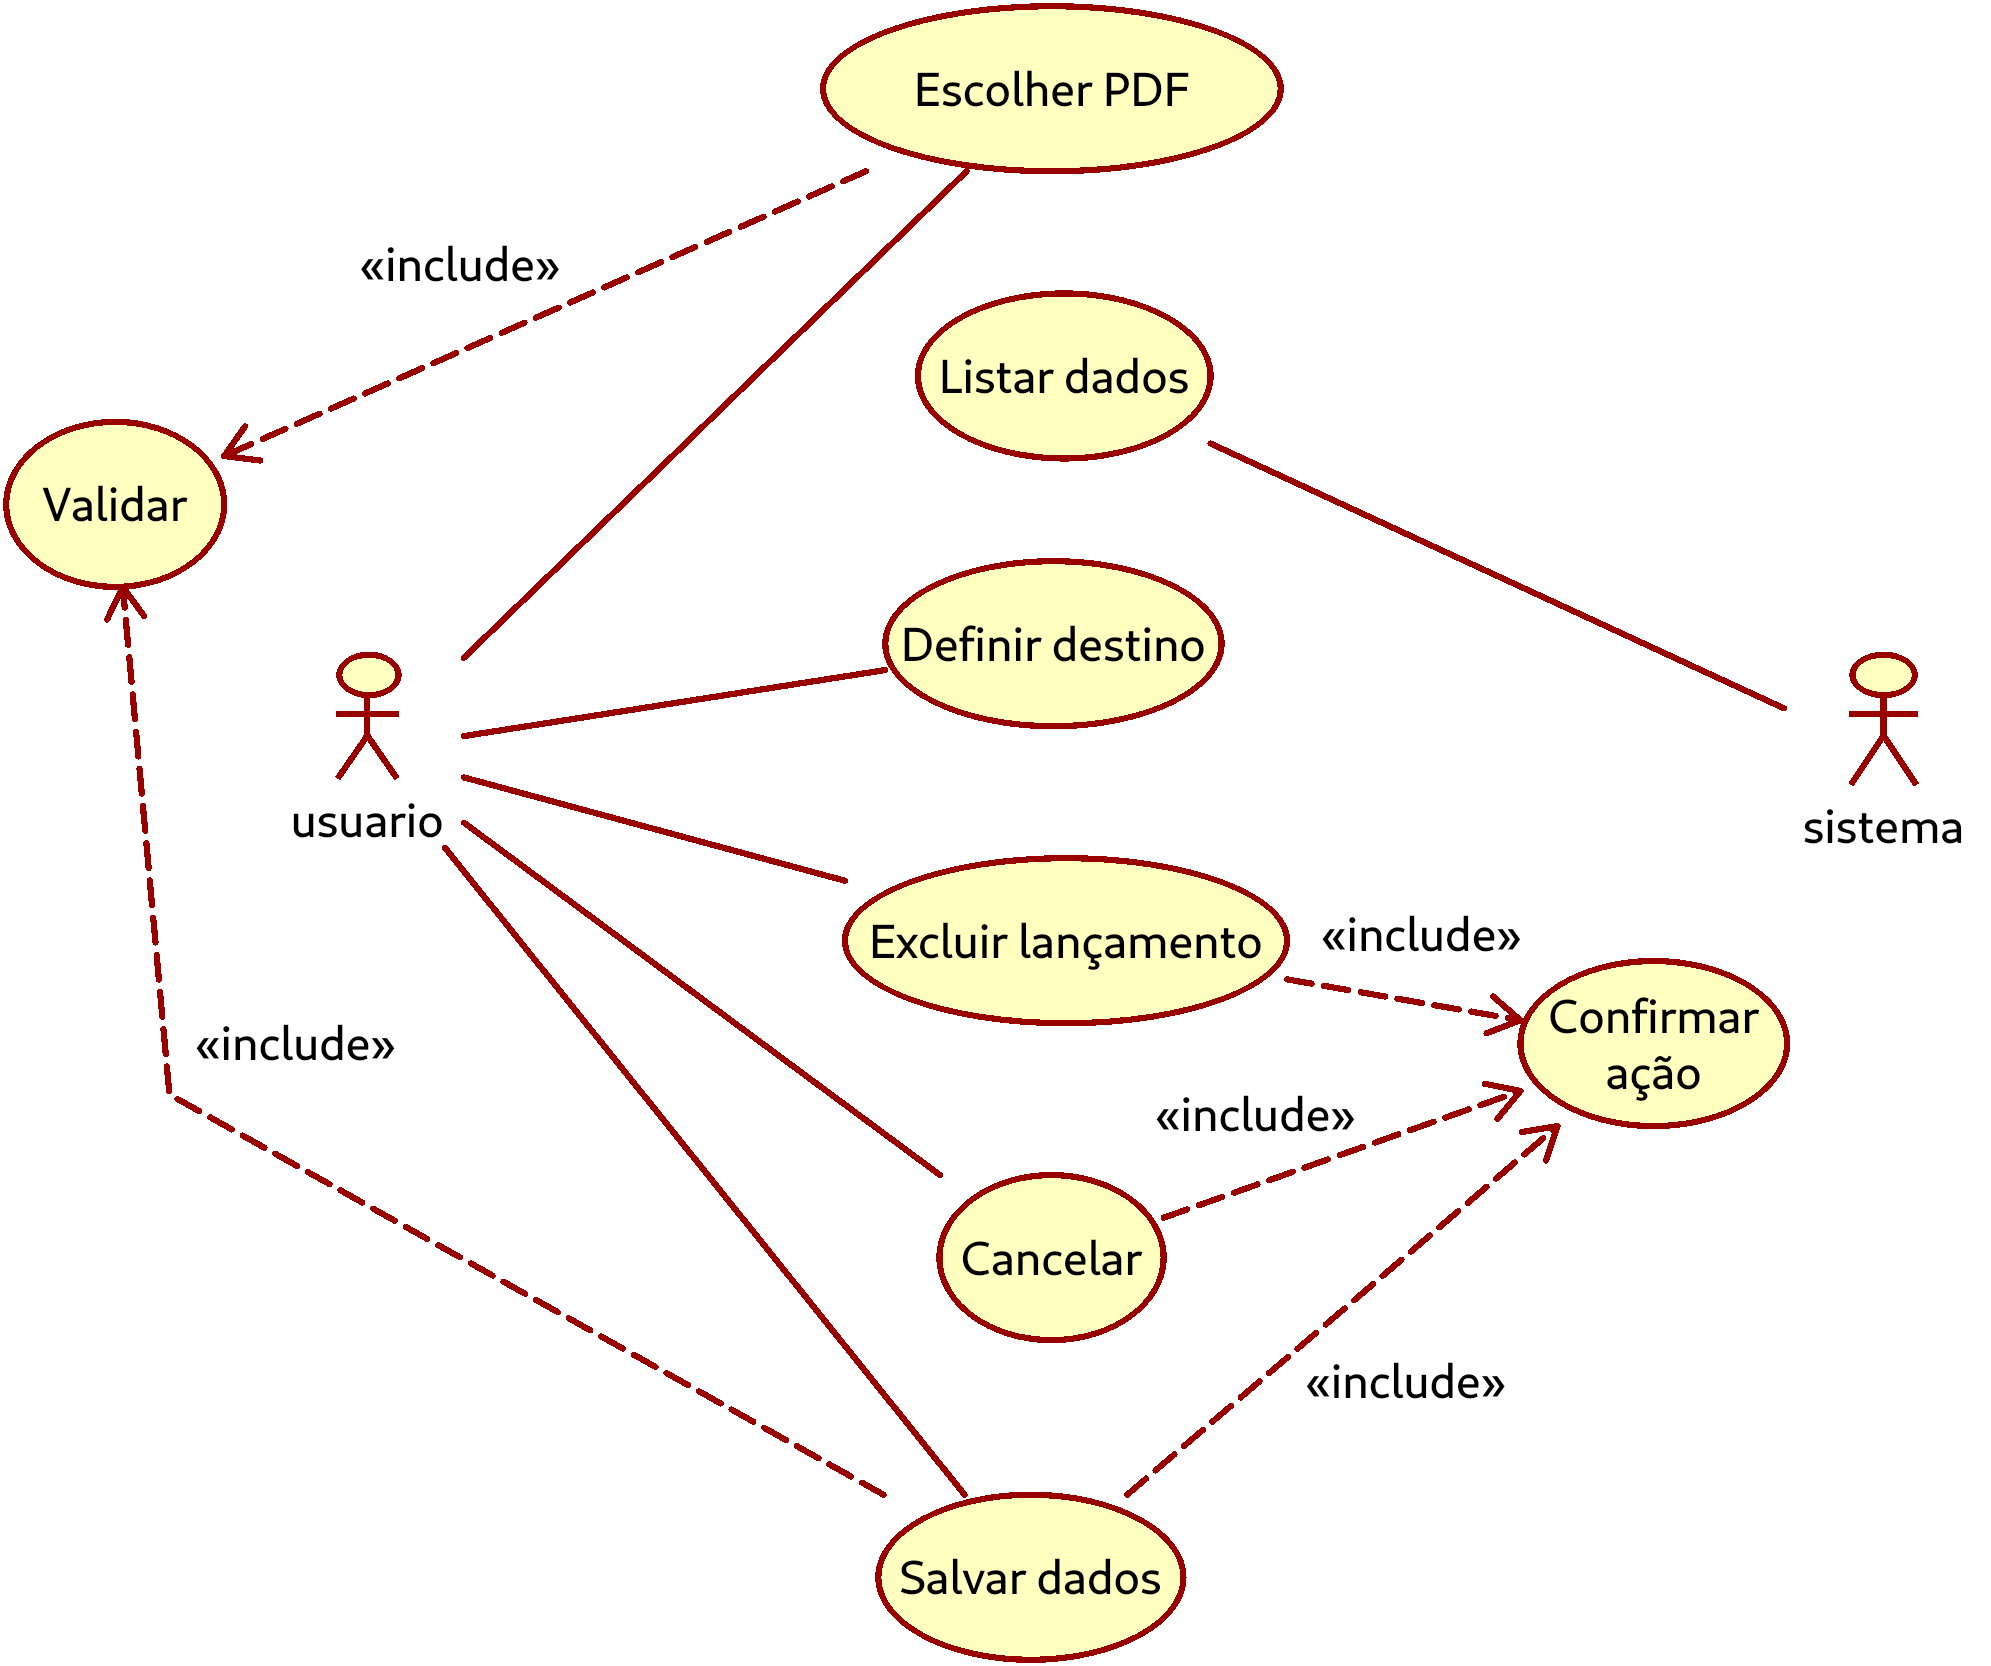 Escolher PDF
«include»
Listar dados
Validar
Definir destino
usuario
sistema
Excluir lançamento
«include»
Confirmar
ação
«include»
«include»
Cancelar
«include»
Salvar dados